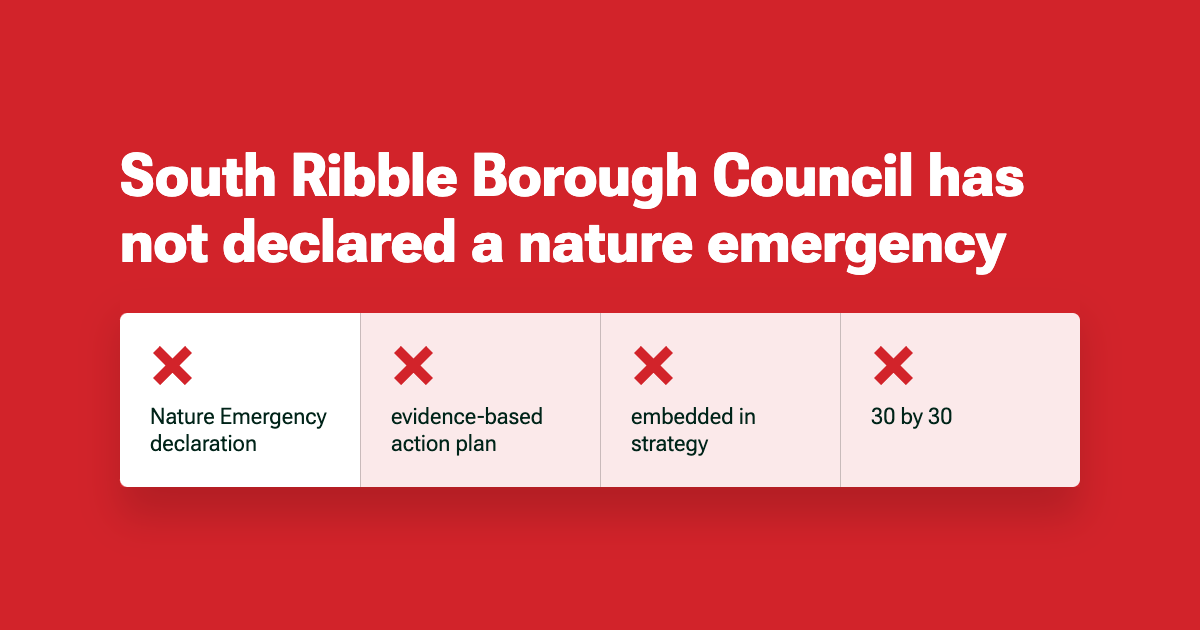 South Ribble Borough Council has
not declared a nature emergency
Nature Emergency
declaration
evidence-based
action plan
embedded in
strategy
30 by 30